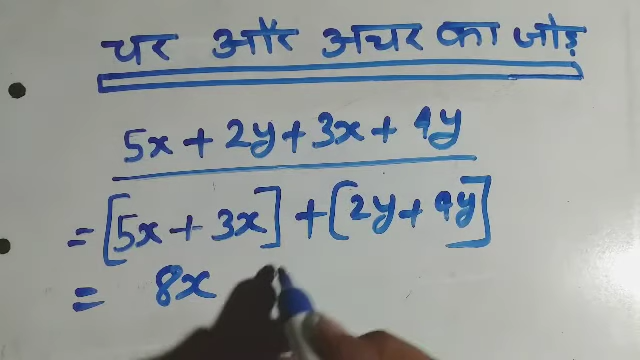 चर और अचर का जोड़
5x + 2y + 3x + 4y
= [5x + 3x] + [2y + 4y]
= 8x